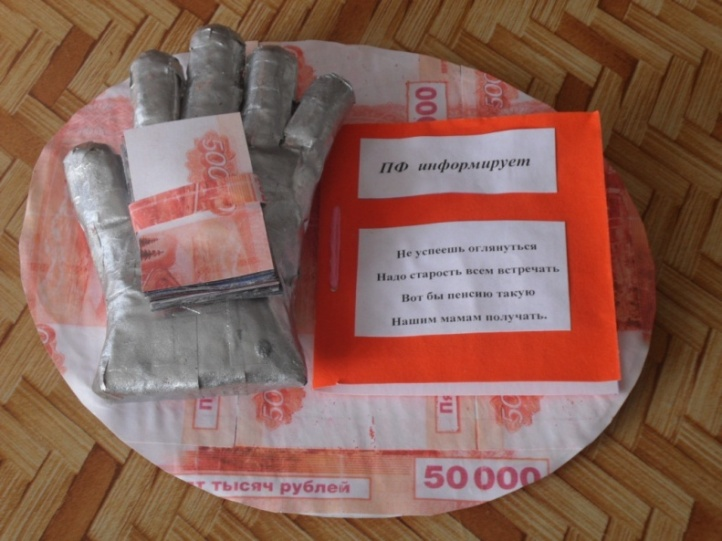 ПФ информирует
Не успеешь оглянуться
Надо старость всем встречать
Вот бы пенсию такую
Нашим мамам получать.
тысяч рублей
50 000